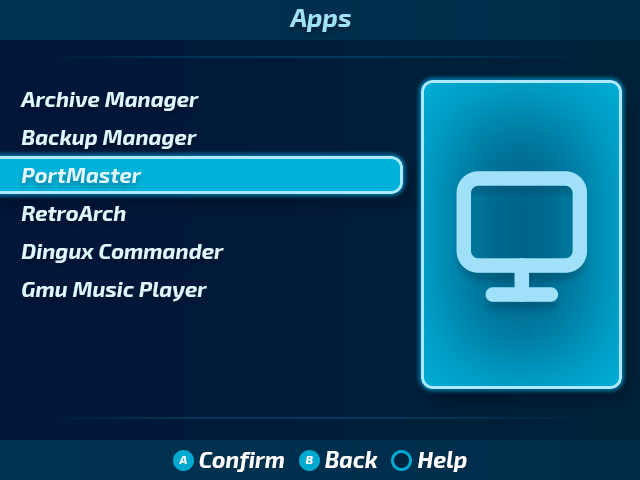 Apps
Archive Manager
Backup Manager
PortMaster
RetroArch
Dingux Commander
Gmu Music Player
A Confirm B Back Help